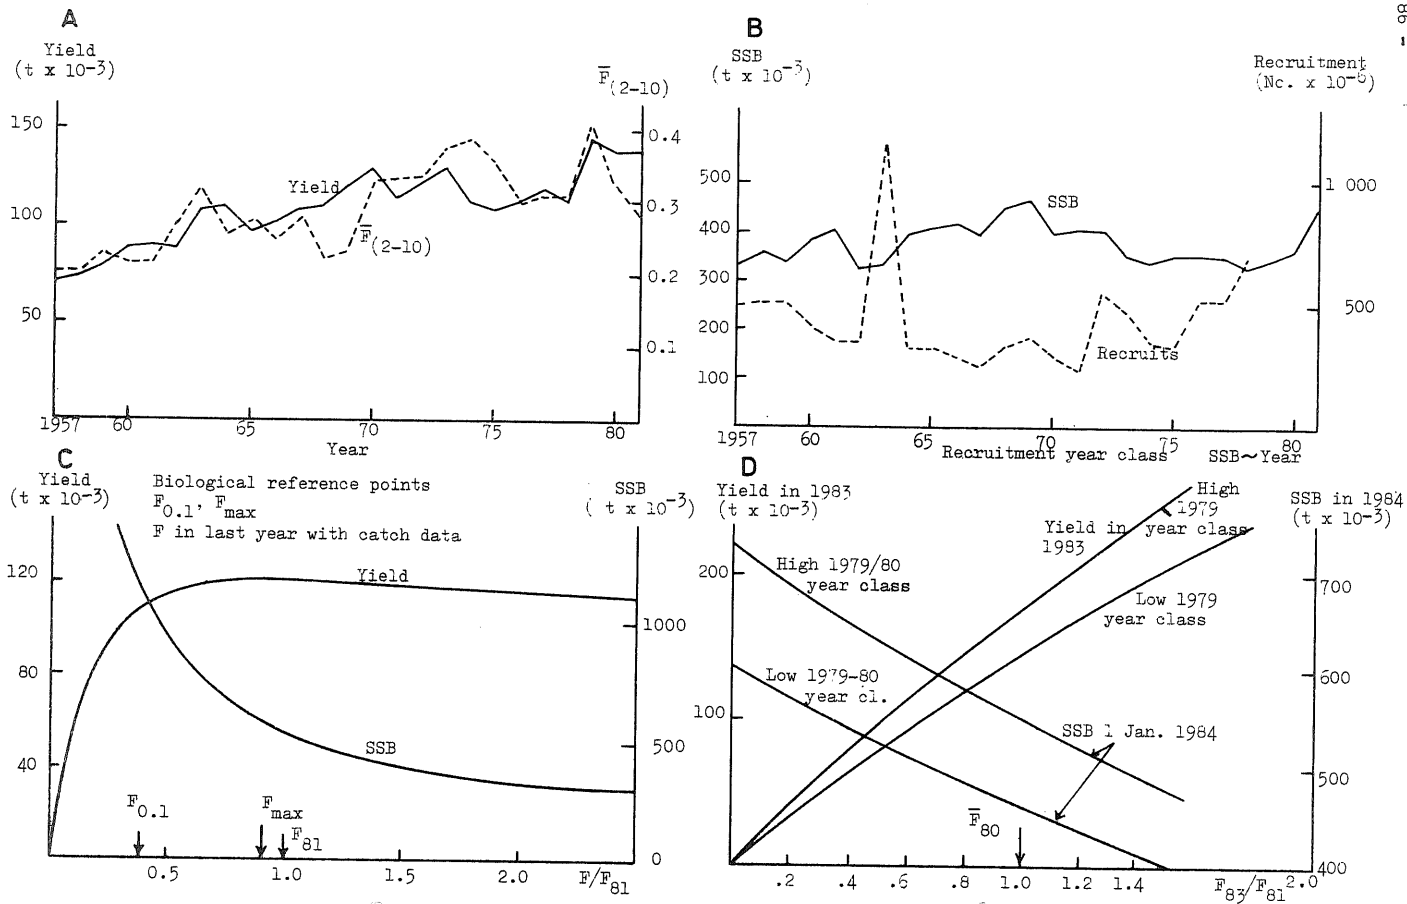 A
Yield
(t x 10-3)
F̅(2-10)
150
100
50
0.4
0.3
0.2
0.1
Yield
F̅(2-10)
1957
60
65
70
75
80
Year
B
SSB
(t x 10-3)
Recruitment
(Nc. x 10-6)
500
400
300
200
100
1 000
500
SSB
Recruits
1957
60
65
70
75
80
Recruitment year class
SSB~Year
C
Yield
(t x 10-3)
Biological reference points
F0.1, Fmax
F in last year with catch data
SSB
(t x 10-3)
120
80
40
1000
500
0
Yield
SSB
F0.1
Fmax
F81
0.5
1.0
1.5
2.0
F/F81
D
Yield in 1983
(t x 10-3)
High
1979
year class
SSB in 1984
(t x 10-3)
Yield in
1983
200
100
700
600
500
400
High 1979/80
year class
Low 1979
year class
Low 1979-80
year cl.
SSB 1 Jan. 1984
F̅80
.2
.4
.6
.8
1.0
1.2
1.4
F83/F81
2.0